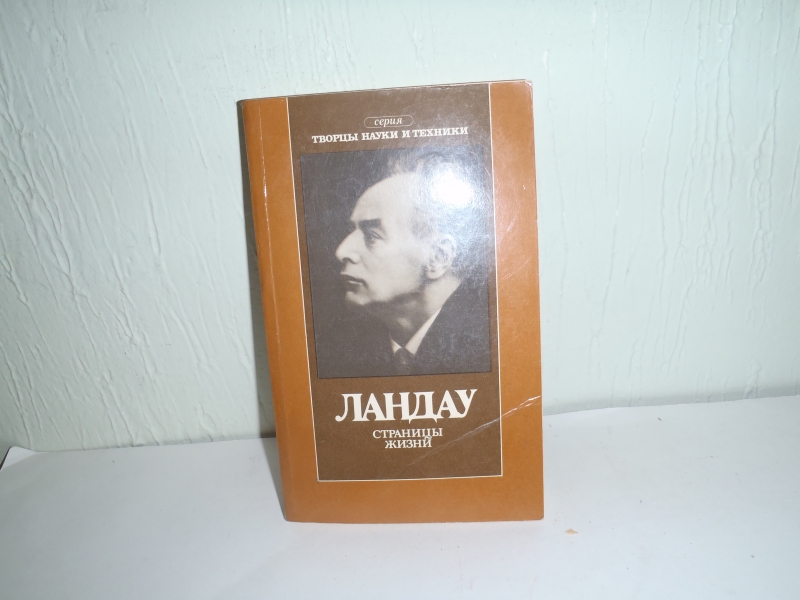 серия
ТВОРЦЫ НАУКИ И ТЕХНИКИ
ЛАНДАУ
СТРАНИЦЫ
ЖИЗНИ